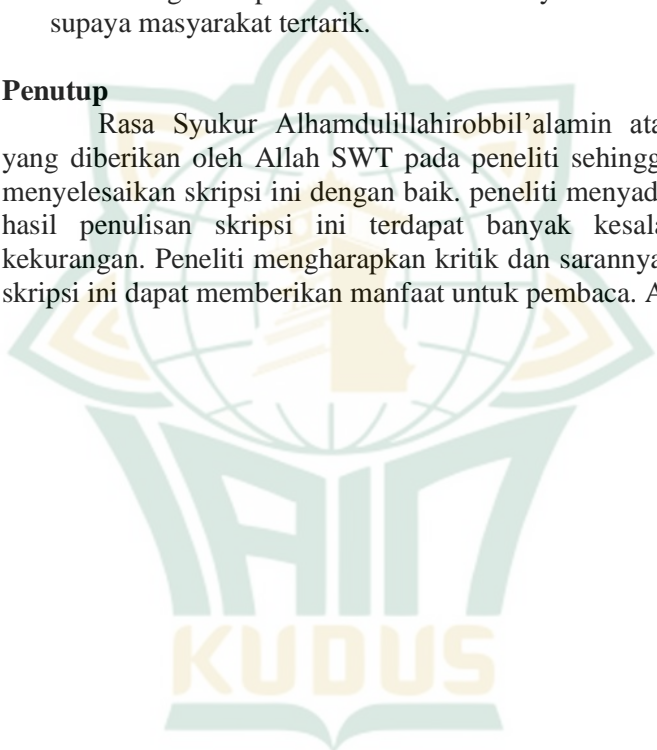 supaya masyarakat tertarik.
Penutup
Rasa Syukur Alhamdulillahirobbil’alamin
yang diberikan oleh Allah SWT pada peneliti
menyelesaikan skripsi ini dengan baik. peneliti
hasil penulisan skripsi ini terdapat banyak
kekurangan. Peneliti mengharapkan kritik dan sarannya
skripsi ini dapat memberikan manfaat untuk pembaca.
IAIN
KUDUS